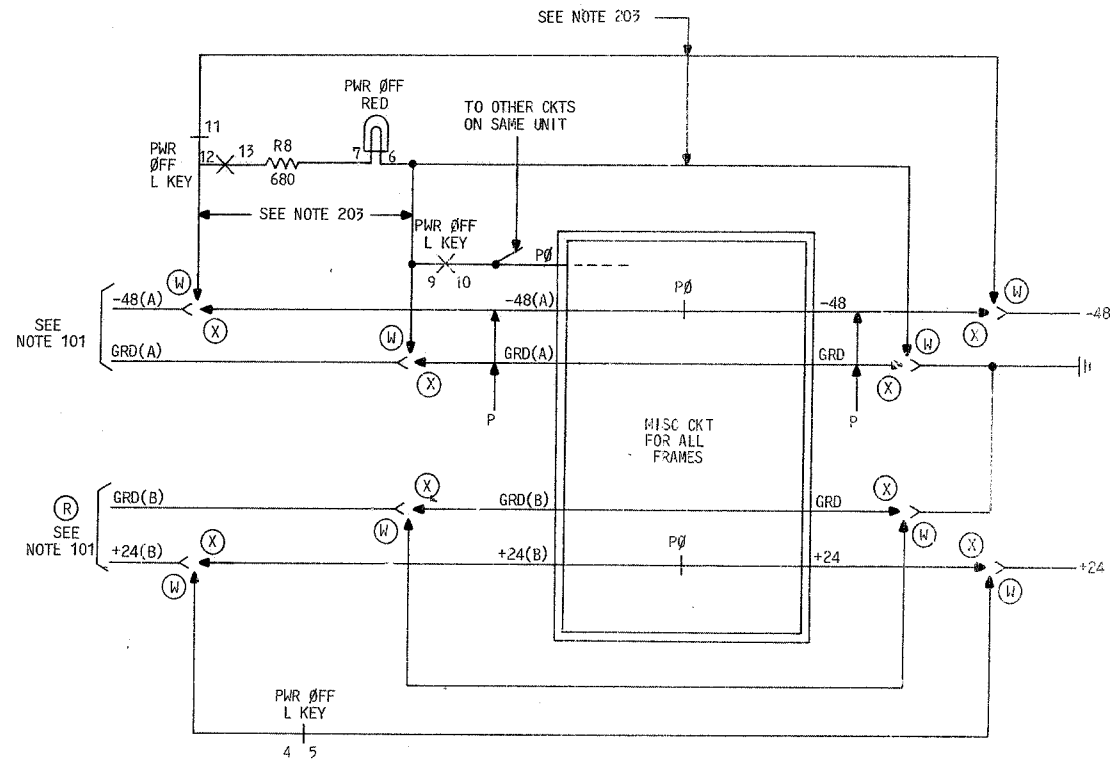 SEE NOTE 203
PWR ØFF
RED
TO OTHER CKTS
ON SAME UNIT
11
PWR
ØFF
L KEY
12
13
R8
680
7
6
SEE NOTE 203
PWR ØFF
L KEY
9
10
PØ
W
-48(A)
X
SEE
NOTE 101
GRD(A)
W
X
-48(A)
GRD(A)
P
PØ
-48
GRD
P
W
X
-48
W
X
MISC CKT
FOR ALL
FRAMES
R
SEE
NOTE 101
GRD(B)
X
W
GRD(B)
GRD
X
W
+24(B)
X
W
+24(B)
PØ
+24
X
W
+24
PWR ØFF
L KEY
4 5